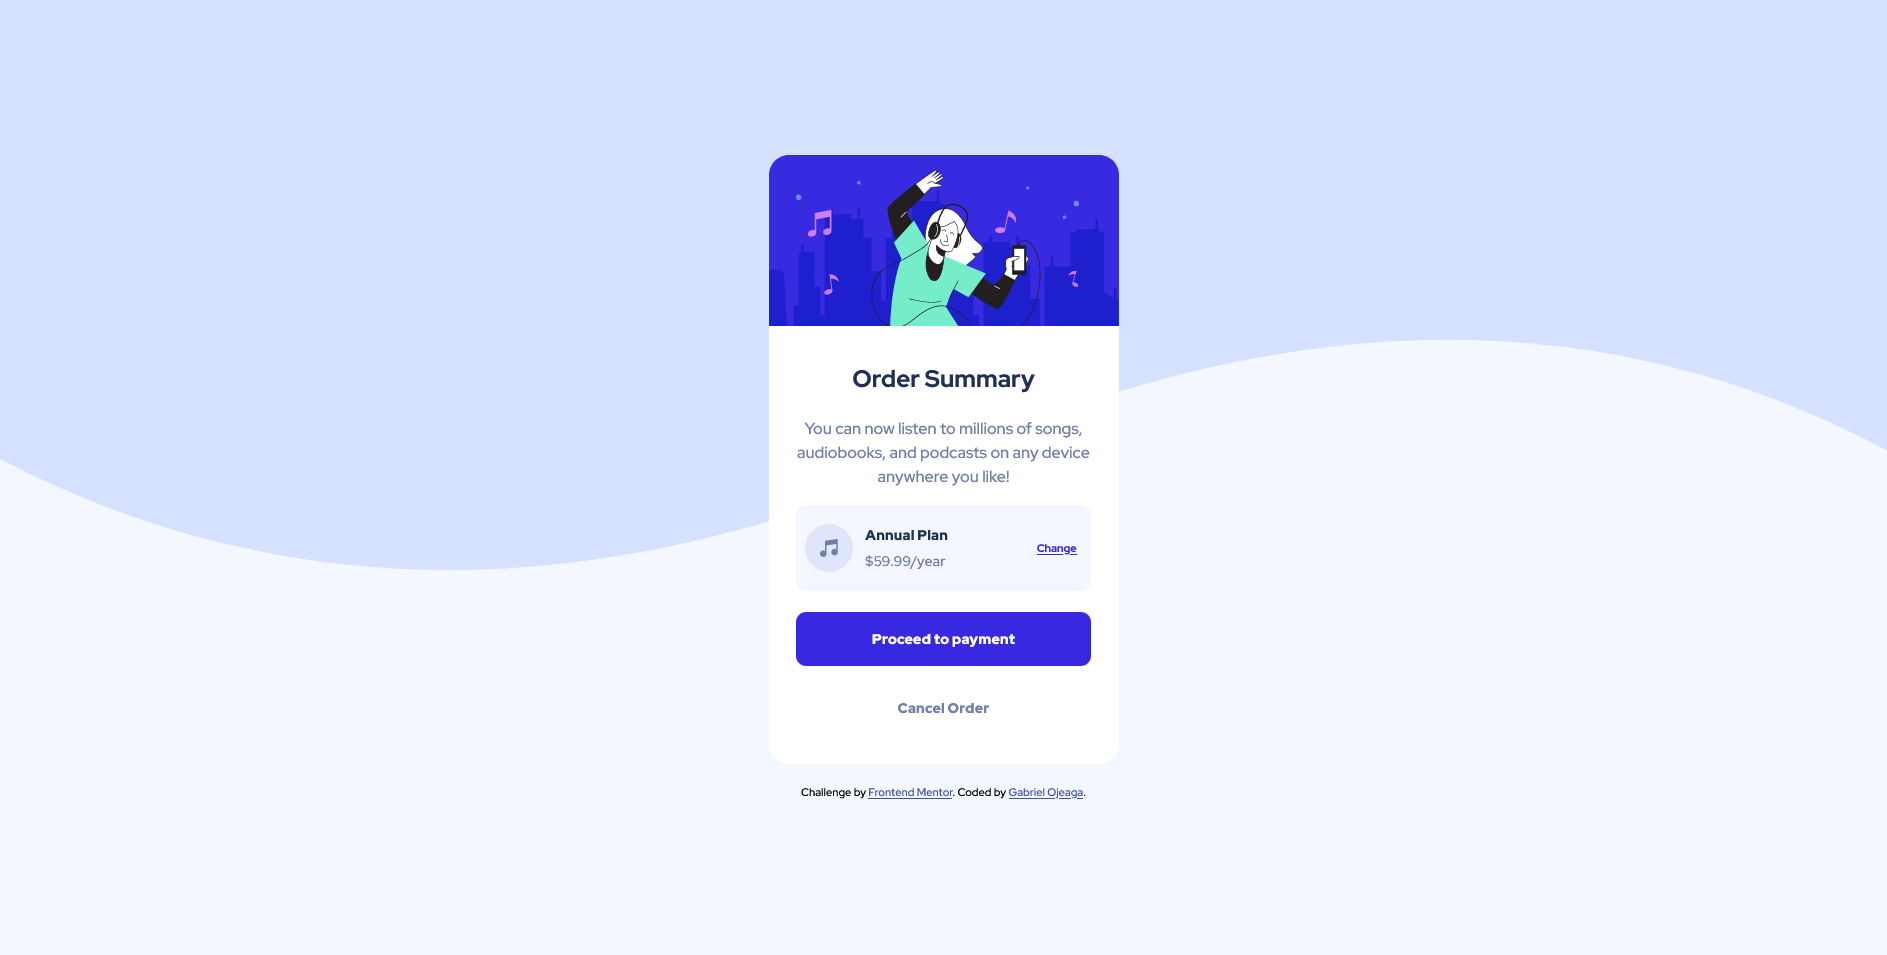 Order Summary
You can now listen to millions of songs,
audiobooks, and podcasts on any device
anywhere you like!
Annual Plan
$59.99/year
Change
Proceed to payment
Cancel Order
Challenge by Frontend Mentor. Coded by Gabriel Ojeaga.